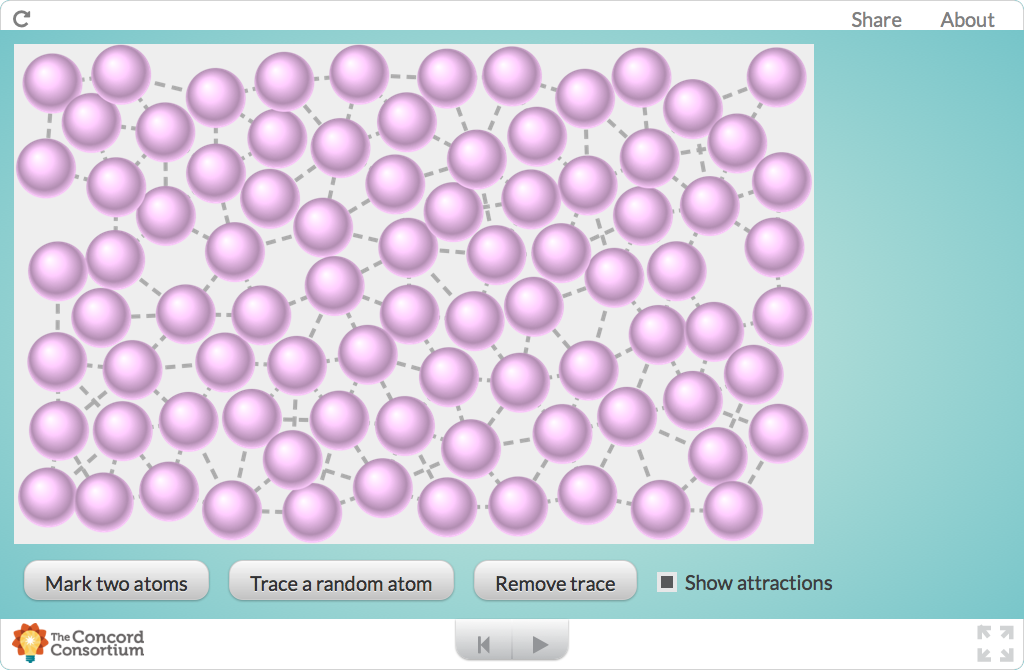 Share About
Mark two atoms Trace a random atom Remove trace Show attractions
The Concord
Consortium